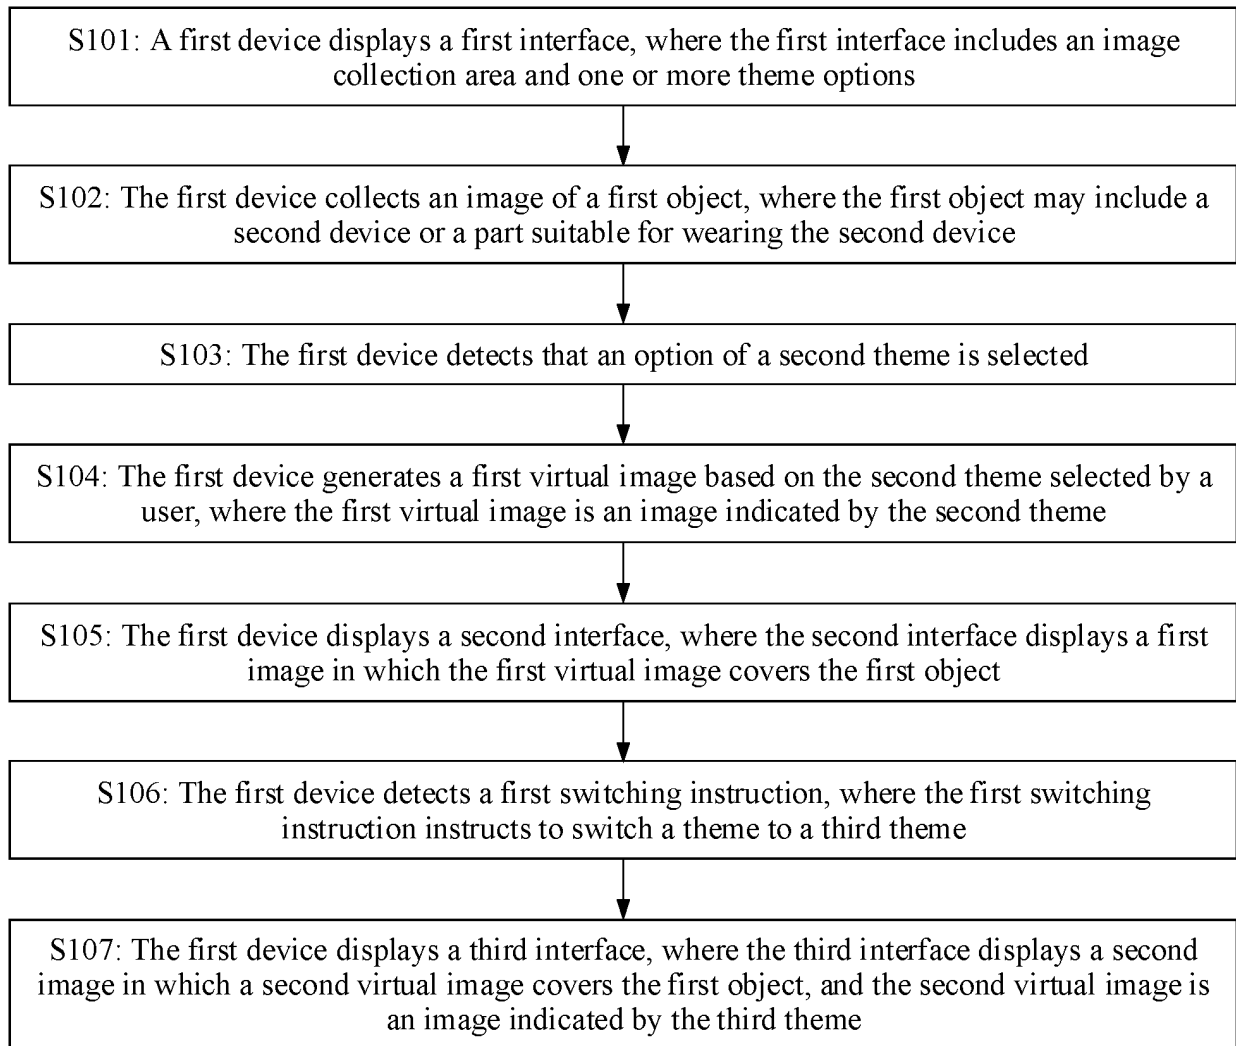 S101: A first device displays a first interface, where the first interface includes an image
collection area and one or more theme options
S102: The first device collects an image of a first object, where the first object may include a
second device or a part suitable for wearing the second device
S103: The first device detects that an option of a second theme is selected
S104: The first device generates a first virtual image based on the second theme selected by a
user, where the first virtual image is an image indicated by the second theme
S105: The first device displays a second interface, where the second interface displays a first
image in which the first virtual image covers the first object
S106: The first device detects a first switching instruction, where the first switching
instruction instructs to switch a theme to a third theme
S107: The first device displays a third interface, where the third interface displays a second
image in which a second virtual image covers the first object, and the second virtual image is
an image indicated by the third theme